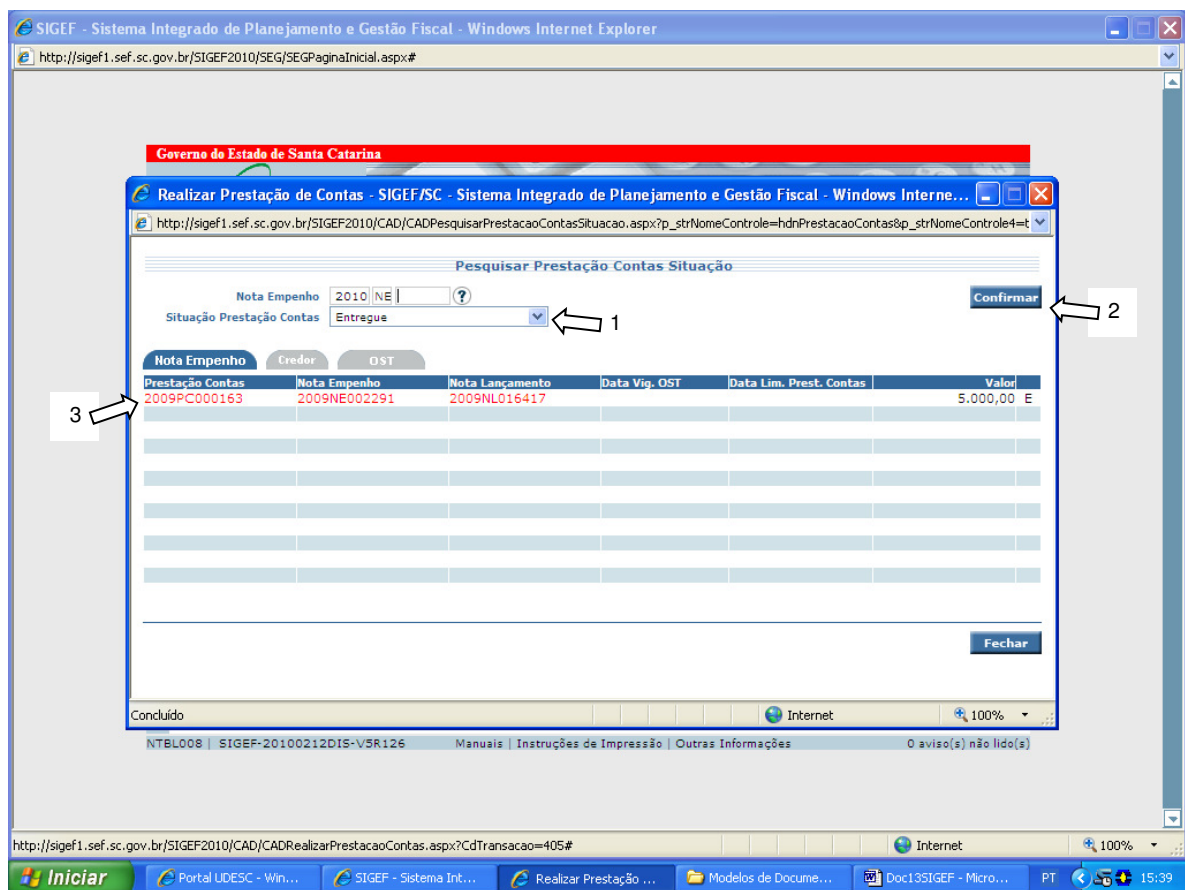 SIGEF - Sistema Integrado de Planejamento e Gestão Fiscal - Windows Internet Explorer
http://sigef1.sef.sc.gov.br/SIGEF2010/SEG/SEGPaginaInicial.aspx#
Governo do Estado de Santa Catarina
Realizar Prestação de Contas - SIGEF/SC - Sistema Integrado de Planejamento e Gestão Fiscal - Windows Interne...
http://sigef1.sef.sc.gov.br/SIGEF2010/CAD/CADPesquisarPrestacaoContasSituacao.aspx?p_strNomeControle=hdnPrestacaoContas&p_strNomeControle4=t
Pesquisar Prestação Contas Situação
Nota Empenho 2010 NE ?
Confirmar
2
Situação Prestação Contas Entregue
1
Nota Empenho Credor OST
Prestação Contas Nota Empenho Nota Lançamento Data Vig. OST Data Lim. Prest. Contas Valor
2009PC000163 2009NE002291 2009NL016417 5.000,00 E
3
Fechar
Concluído Internet 100%
NTBL008 | SIGEF-20100212DIS-V5R126 Manuais | Instruções de Impressão | Outras Informações 0 aviso(s) não lido(s)
http://sigef1.sef.sc.gov.br/SIGEF2010/CAD/CADRealizarPrestacaoContas.aspx?CdTransacao=405# Internet 100%
Iniciar Portal UDESC - Win... SIGEF - Sistema Int... Realizar Prestação ... Modelos de Docume... Doc13SIGEF - Micro... PT 15:39